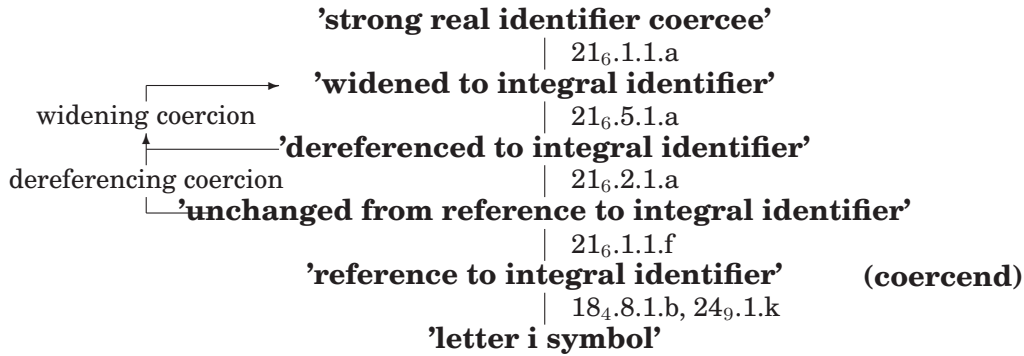 'strong real identifier coercee'
21₆.1.1.a
'widened to integral identifier'
widening coercion 21₆.5.1.a
'dereferenced to integral identifier'
dereferencing coercion 21₆.2.1.a
'unchanged from reference to integral identifier'
21₆.1.1.f
'reference to integral identifier' (coercend)
18₄.8.1.b, 24₉.1.k
'letter i symbol'